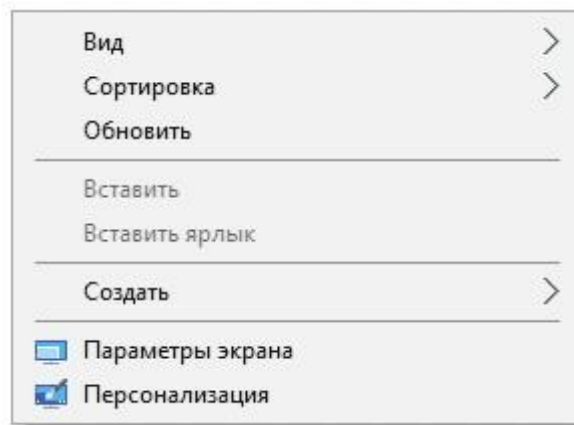 Вид
Сортировка
Обновить
Вставить
Вставить ярлык
Создать
Параметры экрана
Персонализация